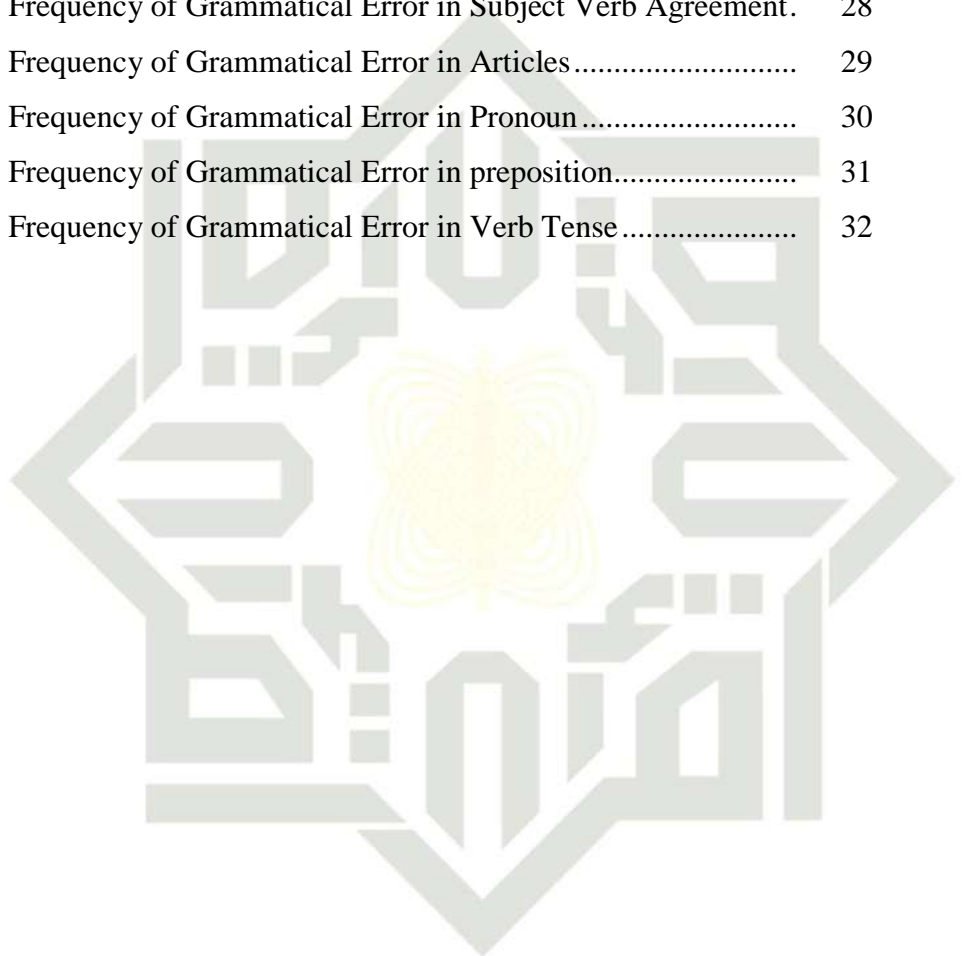 Frequency of Grammatical Error in Subject Verb Agreement. 28
Frequency of Grammatical Error in Articles........................... 29
Frequency of Grammatical Error in Pronoun.......................... 30
Frequency of Grammatical Error in preposition...................... 31
Frequency of Grammatical Error in Verb Tense..................... 32